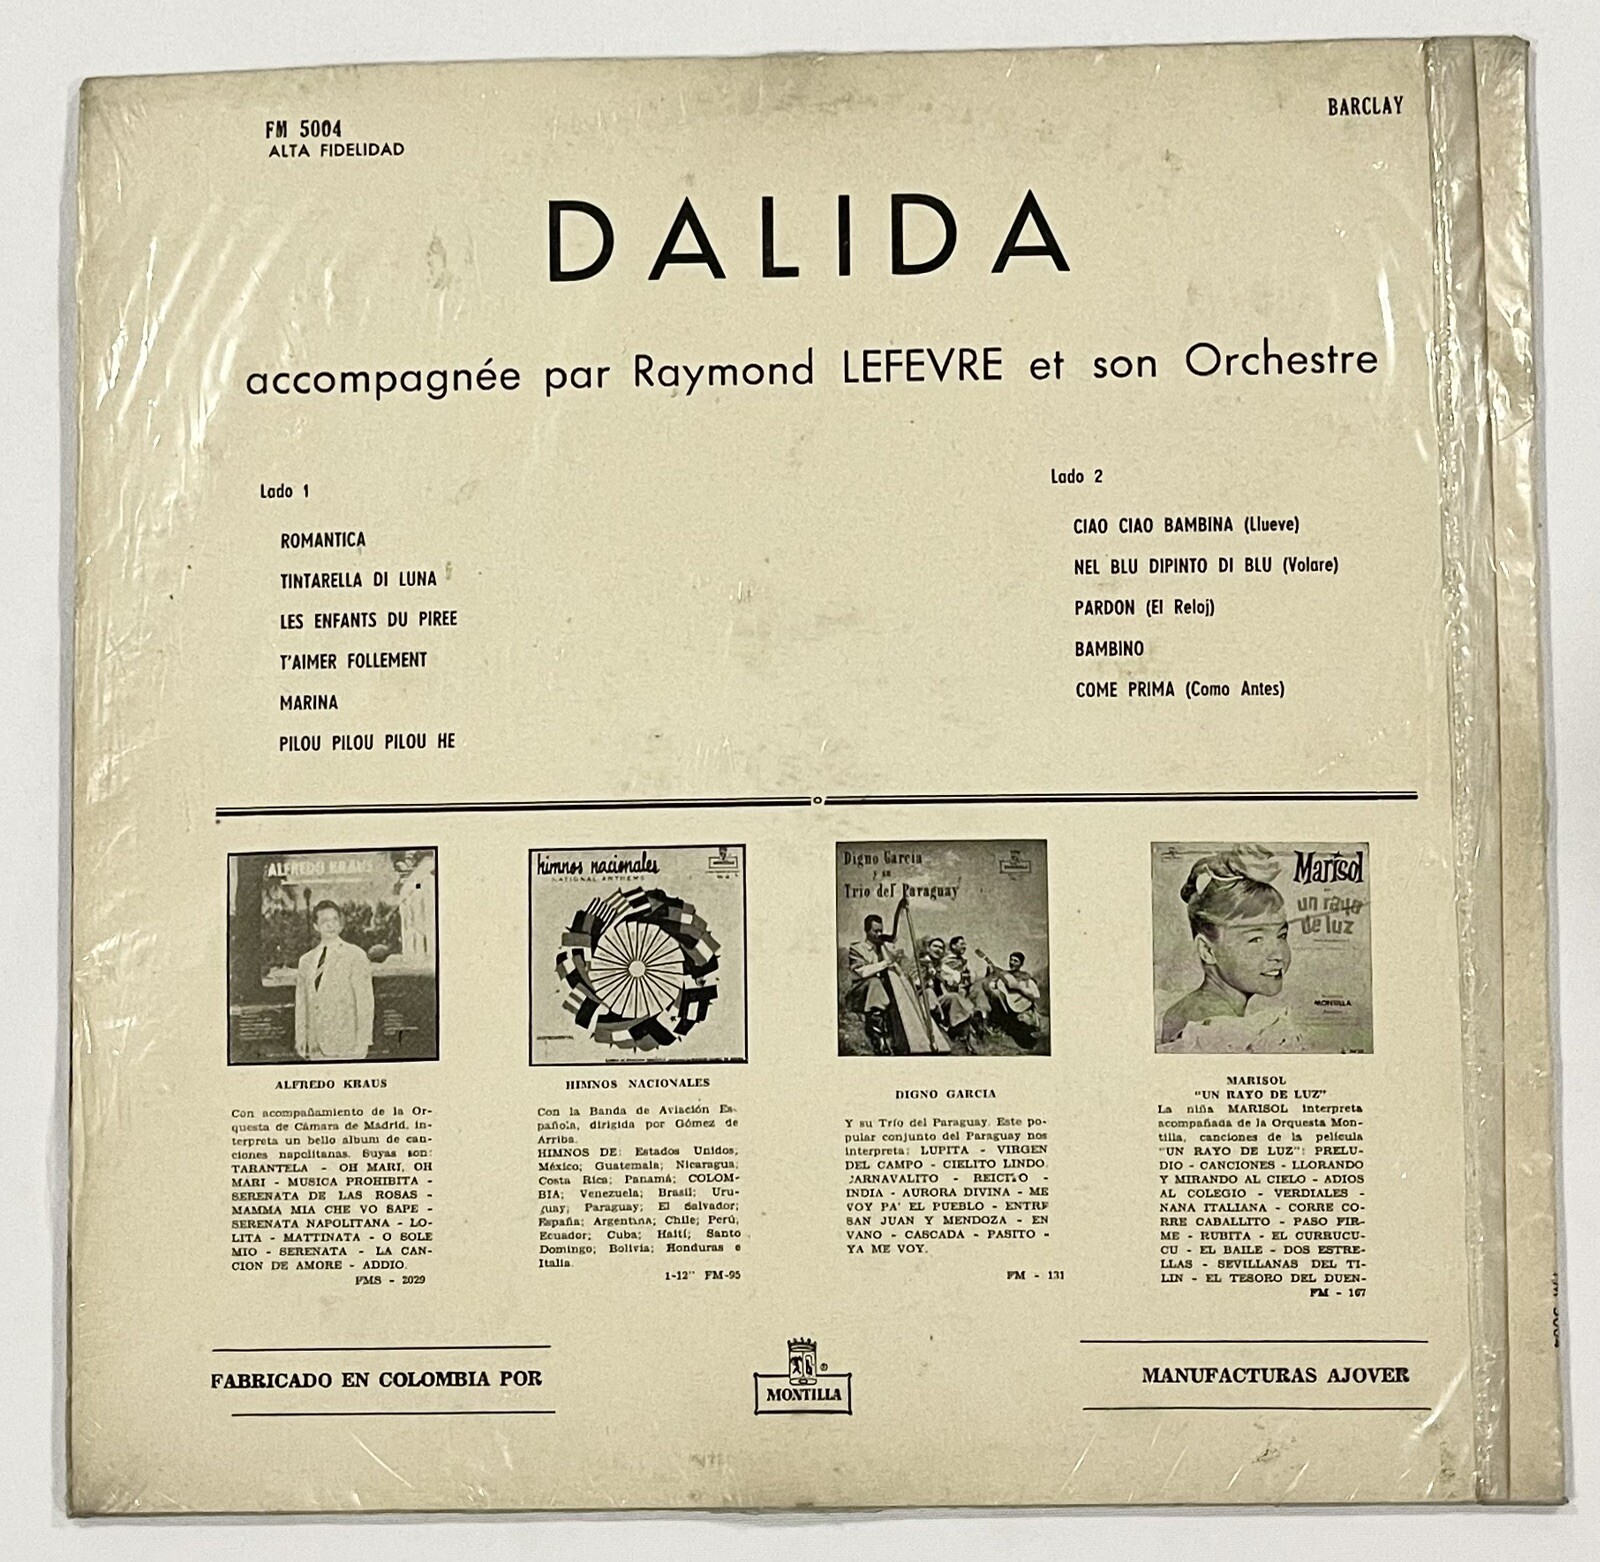 FM 5004
ALTA FIDELIDAD
BARCLAY
DALIDA
accompagnée par Raymond LEFEVRE et son Orchestre
Lado 1
ROMANTICA
TINTARELLA DI LUNA
LES ENFANTS DU PIREE
T'AIMER FOLLEMENT
MARINA
PILOU PILOU PILOU HE
Lado 2
CIAO CIAO BAMBINA (Llueve)
NEL BLU DIPINTO DI BLU (Volare)
PARDON (El Reloj)
BAMBINO
COME PRIMA (Como Antes)
ALFREDO KRAUS
ALFREDO KRAUS
Con acompañamiento de la Or-
questa de Cámara de Madrid, in-
terpreta un bello álbum de can-
ciones napolitanas. Suyas son:
TARANTELA - OH MARI, OH
MARI - MUSICA PROHIBITA -
SERENATA DE LAS ROSAS -
MAMMA MIA CHE VO SAPE -
SERENATA NAPOLITANA - LO-
LITA - MATTINATA - O SOLE
MIO - SERENATA - LA CAN-
CION DE AMORE - ADDIO.
FMS - 2029
himnos nacionales
NATIONAL ANTHEMS
HIMNOS NACIONALES
Con la Banda de Aviación Es-
pañola, dirigida por Gómez de
Arriba.
HIMNOS DE: Estados Unidos,
México; Guatemala; Nicaragua;
Costa Rica; Panamá; COLOM-
BIA; Venezuela; Brasil; Uru-
guay; Paraguay; El Salvador;
España; Argentina; Chile; Perú,
Ecuador; Cuba; Haití; Santo
Domingo; Bolivia; Honduras e
Italia.
1-12" FM-95
Digno García
y su
Trio del Paraguay
DIGNO GARCIA
Y su Trío del Paraguay. Este po-
pular conjunto del Paraguay nos
interpreta: LUPITA - VIRGEN
DEL CAMPO - CIELITO LINDO
CARNAVALITO -
INDIA - AURORA DIVINA - ME
VOY PA' EL PUEBLO - ENTRE
SAN JUAN Y MENDOZA - EN
VANO - CASCADA - PASITO -
YA ME VOY.
FM - 131
Marisol
un rayo
de luz
MONTILLA
MARISOL
"UN RAYO DE LUZ"
La niña MARISOL interpreta
acompañada de la Orquesta Mon-
tilla, canciones de la película
"UN RAYO DE LUZ": PRELU-
DIO - CANCIONES - LLORANDO
Y MIRANDO AL CIELO - ADIOS
AL COLEGIO - VERDIALES -
NANA ITALIANA - CORRE CO-
RRE CABALLITO - PASO FIR-
ME - RUBITA - EL CURRUCU-
CU - EL BAILE - DOS ESTRE-
LLAS - SEVILLANAS DEL TI-
LIN - EL TESORO DEL DUEN-
FM - 167
FABRICADO EN COLOMBIA POR
MONTILLA
MANUFACTURAS AJOVER